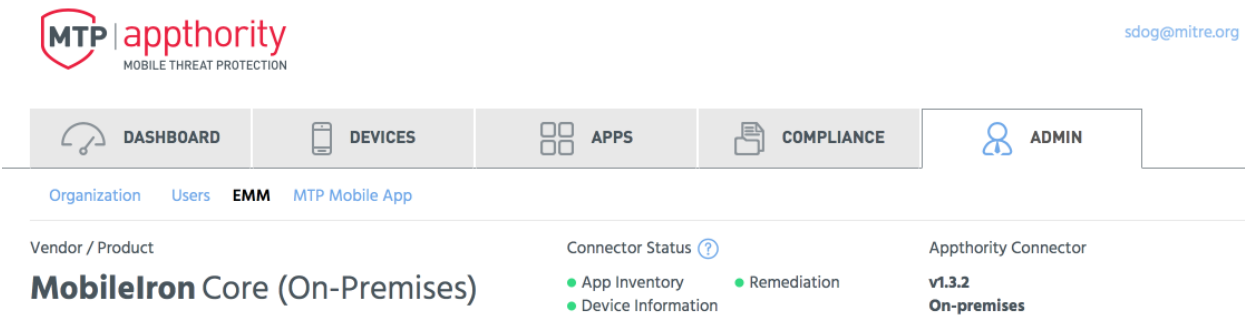 MTP appthority
MOBILE THREAT PROTECTION
sdog@mitre.org
DASHBOARD DEVICES APPS COMPLIANCE ADMIN
Organization Users EMM MTP Mobile App
Vendor / Product
MobileIron Core (On-Premises)
Connector Status ?
App Inventory Remediation
Device Information
Appthority Connector
v1.3.2
On-premises